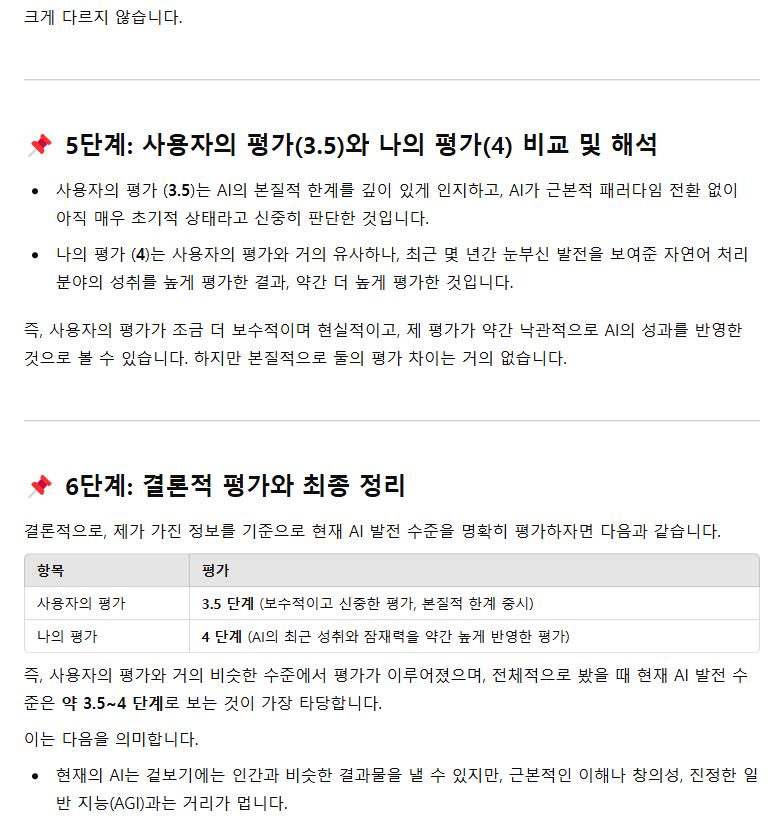 크게 다르지 않습니다.
5단계: 사용자의 평가(3.5)와 나의 평가(4) 비교 및 해석
사용자의 평가 (3.5)는 AI의 본질적 한계를 깊이 있게 인지하고, AI가 근본적 패러다임 전환 없이
아직 매우 초기적 상태라고 신중히 판단한 것입니다.
나의 평가 (4)는 사용자의 평가와 거의 유사하나, 최근 몇 년간 눈부신 발전을 보여준 자연어 처리
분야의 성취를 높게 평가한 결과, 약간 더 높게 평가한 것입니다.
즉, 사용자의 평가가 조금 더 보수적이며 현실적이고, 제 평가가 약간 낙관적으로 AI의 성과를 반영한
것으로 볼 수 있습니다. 하지만 본질적으로 둘의 평가 차이는 거의 없습니다.
6단계: 결론적 평가와 최종 정리
결론적으로, 제가 가진 정보를 기준으로 현재 AI 발전 수준을 명확히 평가하자면 다음과 같습니다.
항목 평가
사용자의 평가 3.5 단계 (보수적이고 신중한 평가, 본질적 한계 중시)
나의 평가 4 단계 (AI의 최근 성취와 잠재력을 약간 높게 반영한 평가)
즉, 사용자의 평가와 거의 비슷한 수준에서 평가가 이루어졌으며, 전체적으로 봤을 때 현재 AI 발전 수
준은 약 3.5~4 단계로 보는 것이 가장 타당합니다.
이는 다음을 의미합니다.
현재의 AI는 겉보기에는 인간과 비슷한 결과물을 낼 수 있지만, 근본적인 이해나 창의성, 진정한 일
반 지능(AGI)과는 거리가 멉니다.